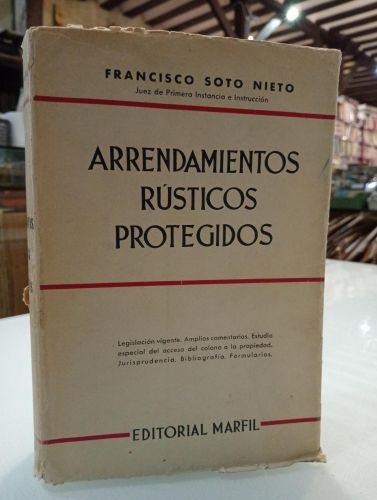 FRANCISCO SOTO NIETO
Juez de Primera Instancia e Instrucción
ARRENDAMIENTOS
RÚSTICOS
PROTEGIDOS
Legislación vigente. Amplios comentarios. Estudio
especial del acceso del colono a la propiedad.
Jurisprudencia. Bibliografía. Formularios.
EDITORIAL MARFIL